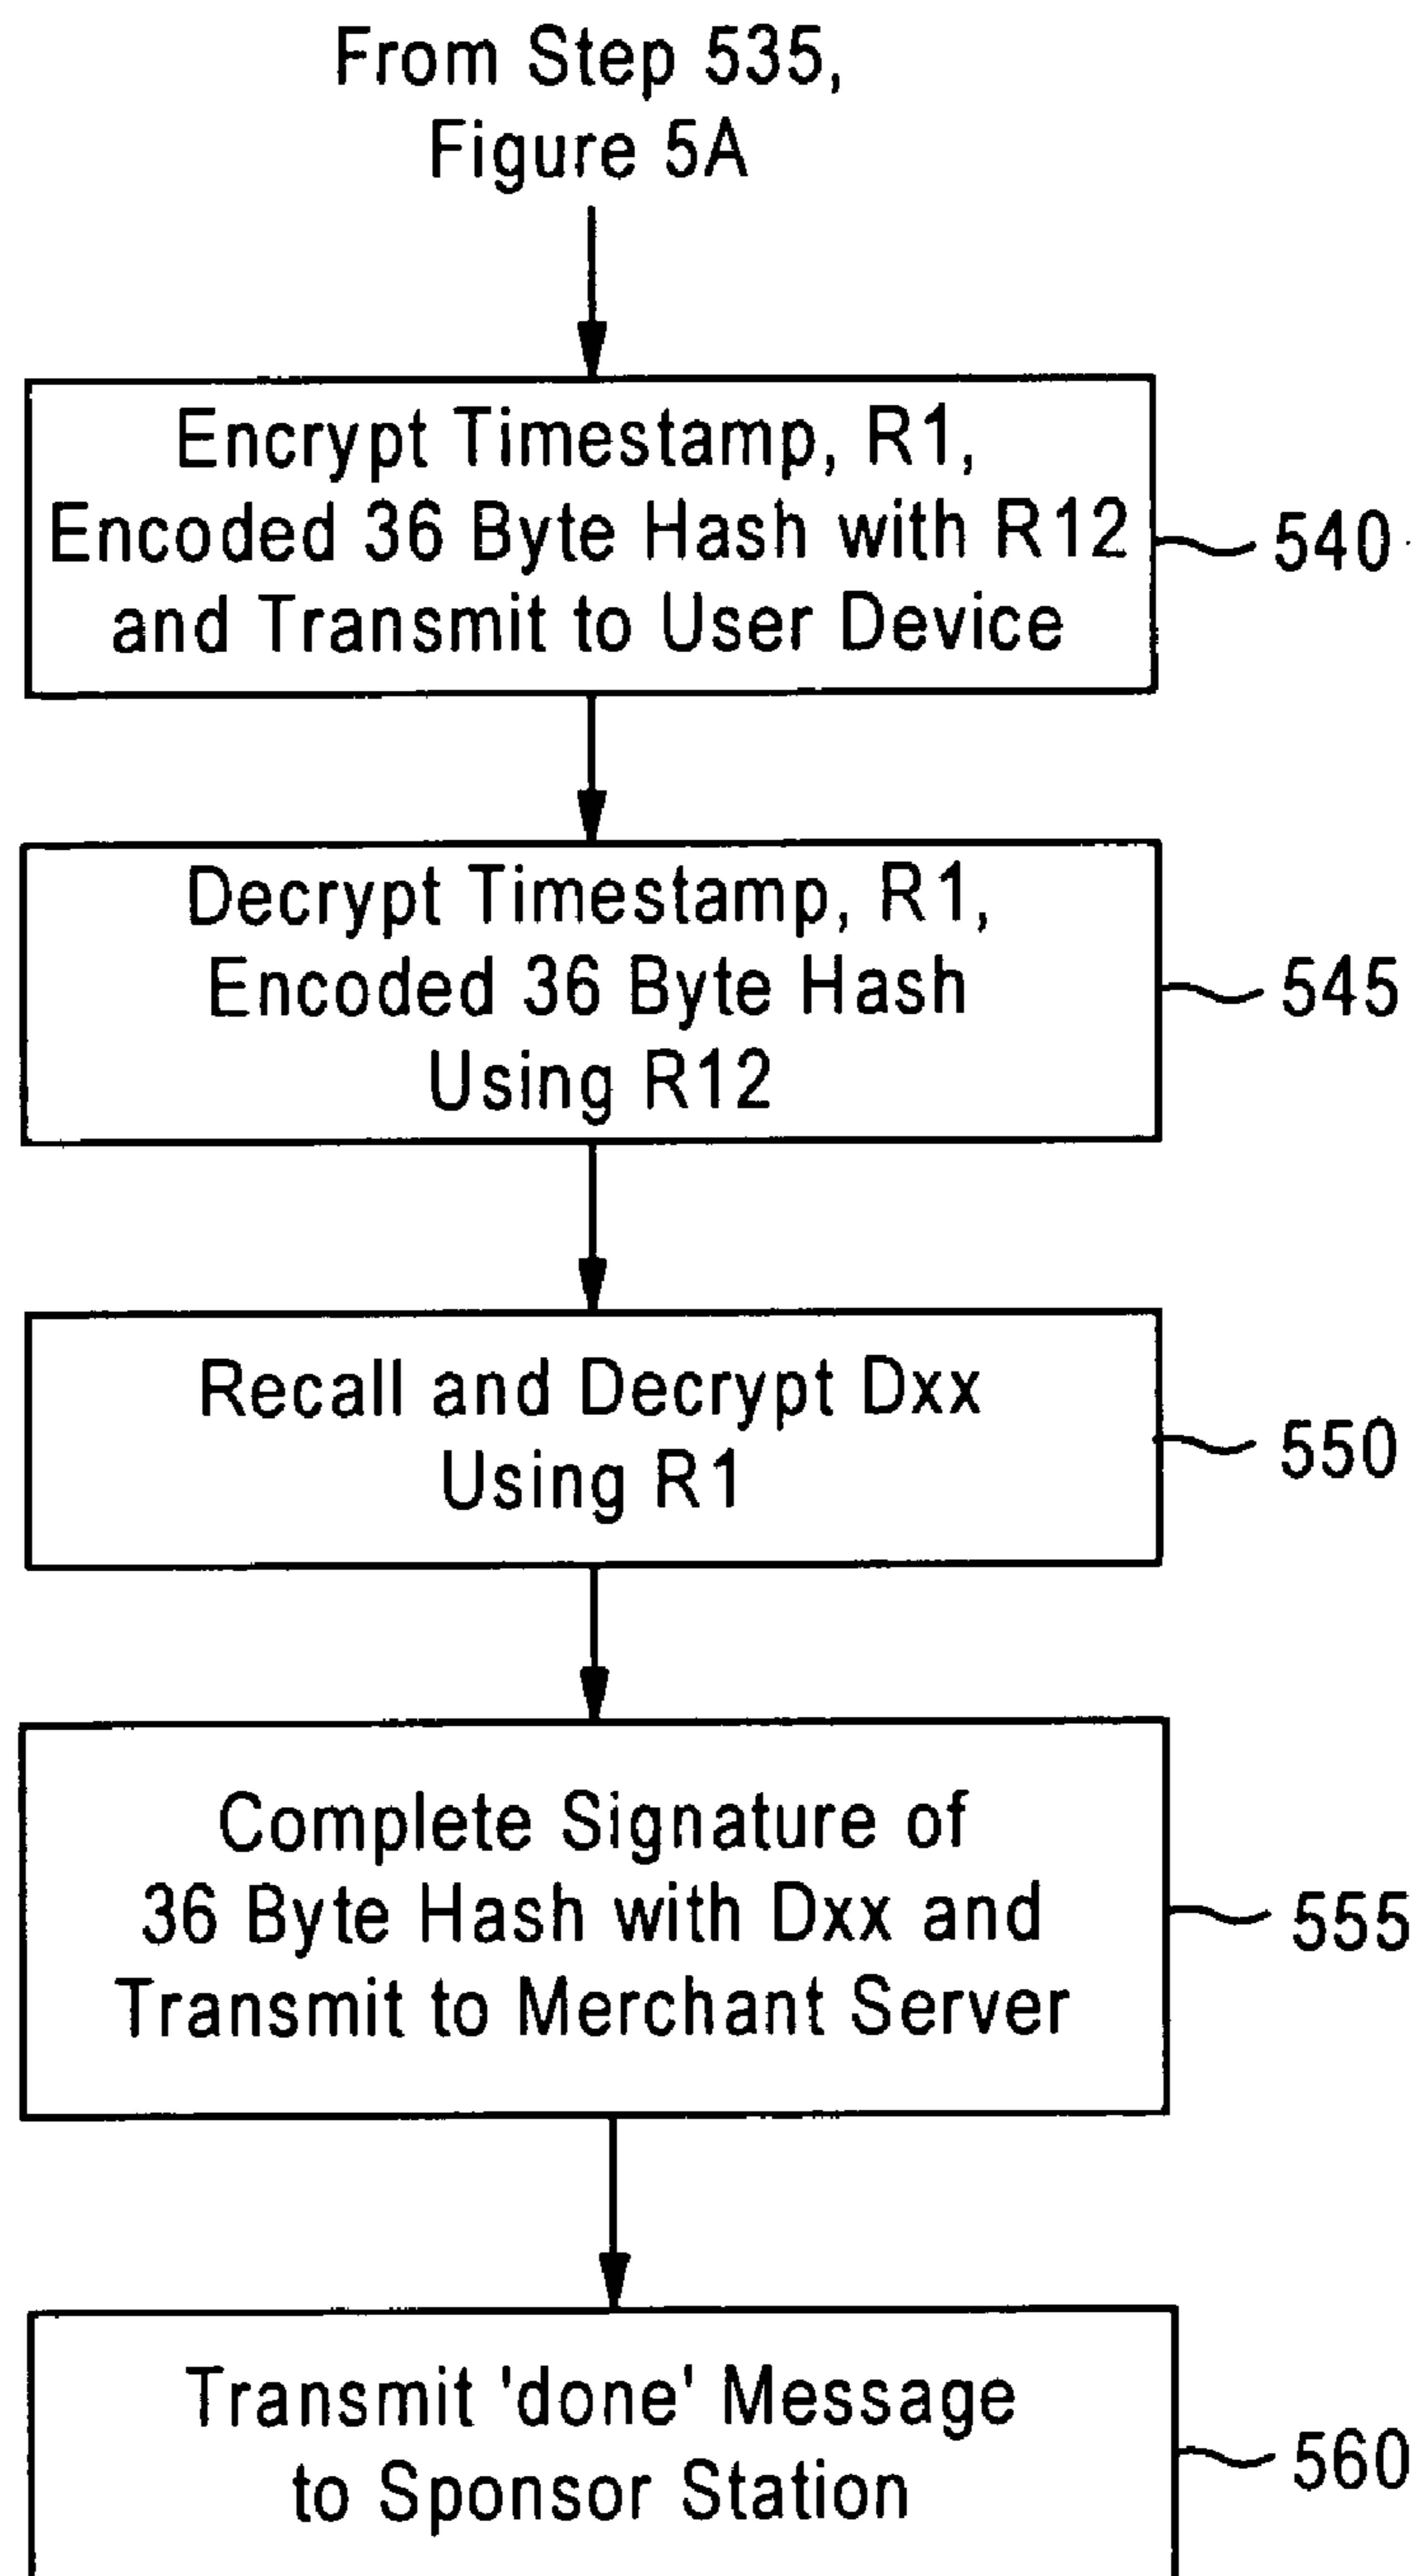 From Step 535,
Figure 5A
Encrypt Timestamp, R1,
Encoded 36 Byte Hash with R12
and Transmit to User Device
540
Decrypt Timestamp, R1,
Encoded 36 Byte Hash
Using R12
545
Recall and Decrypt Dxx
Using R1
550
Complete Signature of
36 Byte Hash with Dxx and
Transmit to Merchant Server
555
Transmit 'done' Message
to Sponsor Station
560